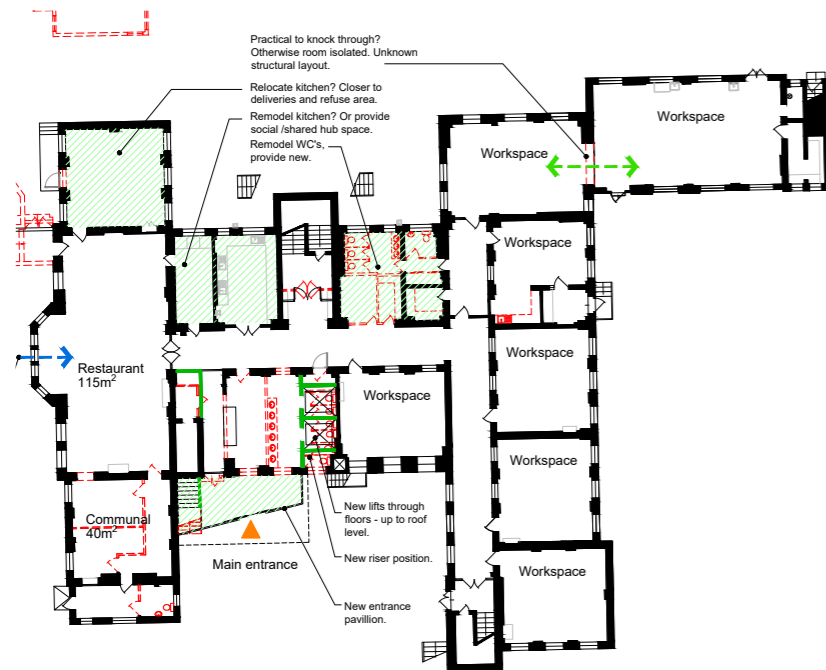 Practical to knock through?
Otherwise room isolated. Unknown
structural layout.
Relocate kitchen? Closer to
deliveries and refuse area.
Remodel kitchen? Or provide
social /shared hub space.
Remodel WC's,
provide new.
Workspace
Workspace
Workspace
Restaurant
115m²
Workspace
Workspace
Workspace
Communal
40m²
New lifts through
floors - up to roof
level.
Main entrance
New riser position.
Workspace
New entrance
pavillion.